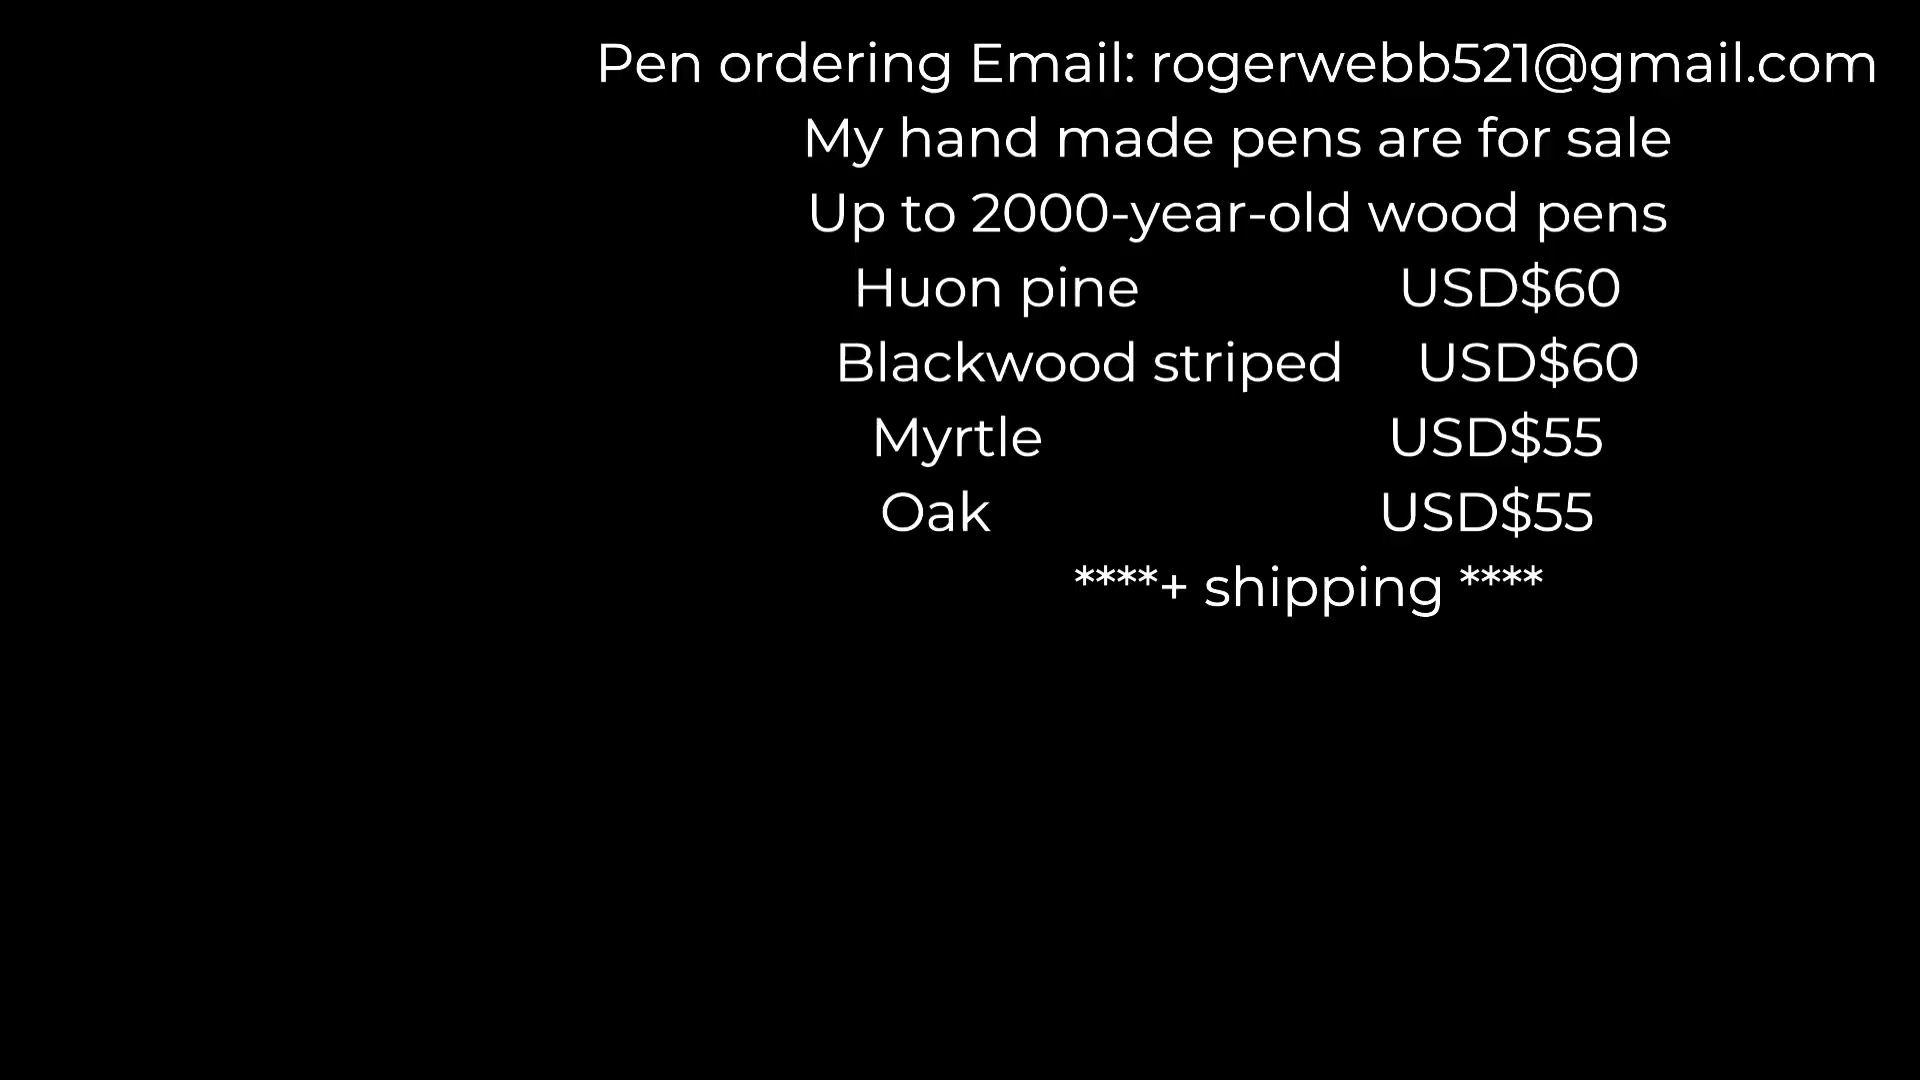 Pen ordering Email: rogerwebb521@gmail.com
My hand made pens are for sale
Up to 2000-year-old wood pens
Huon pine USD$60
Blackwood striped USD$60
Myrtle USD$55
Oak USD$55
****+ shipping ****